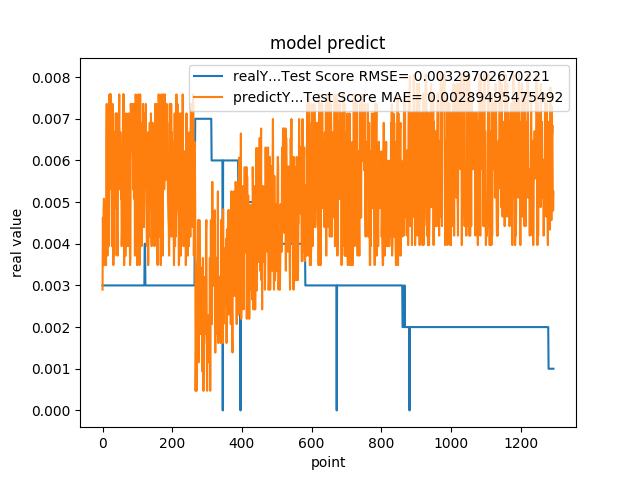 model predict
realY...Test Score RMSE= 0.00329702670221
predictY...Test Score MAE= 0.00289495475492
real value
0.008
0.007
0.006
0.005
0.004
0.003
0.002
0.001
0.000
0 200 400 600 800 1000 1200
point